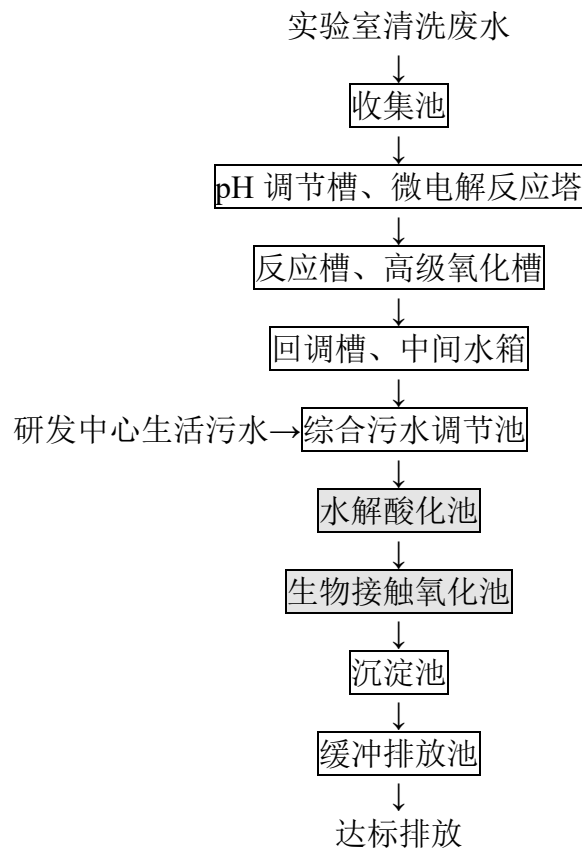 实验室清洗废水
↓
收集池
↓
pH 调节槽、微电解反应塔
↓
反应槽、高级氧化槽
↓
回调槽、中间水箱
↓
研发中心生活污水→综合污水调节池
↓
水解酸化池
↓
生物接触氧化池
↓
沉淀池
↓
缓冲排放池
↓
达标排放